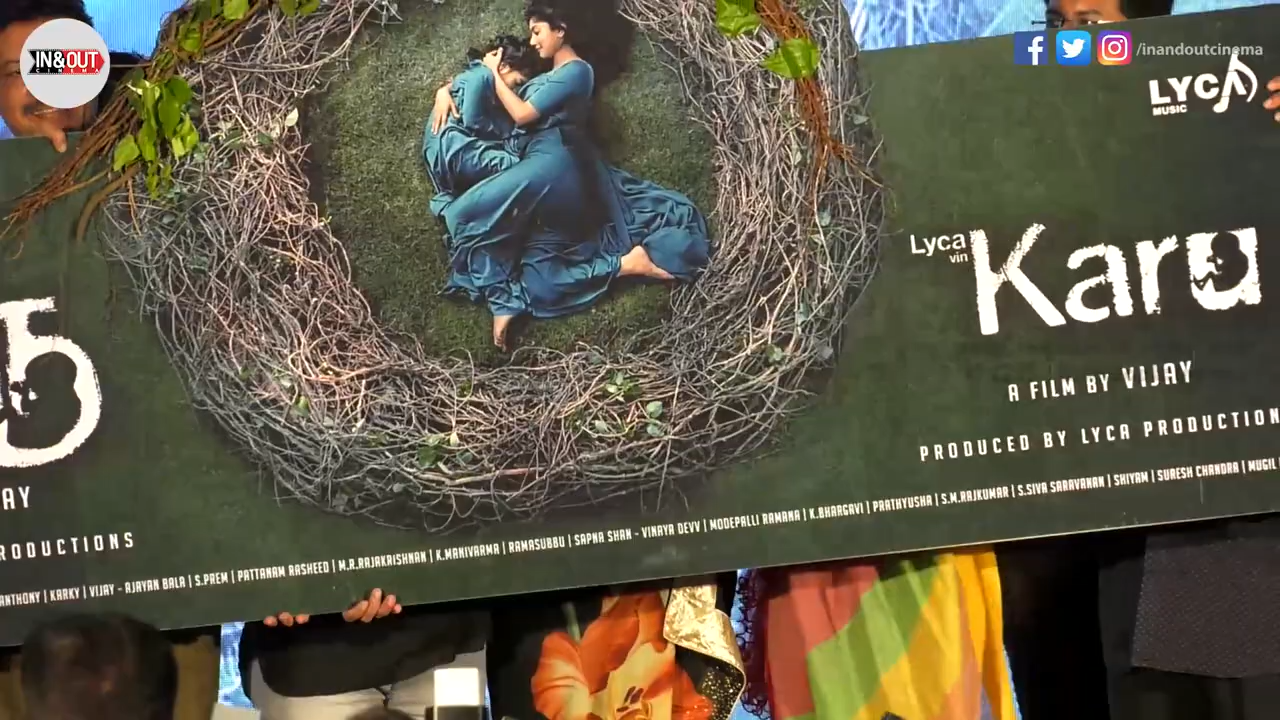 IN&OUT
CINEMA
/inandoutcinema
LYCA
MUSIC
Lyca
vin
Karu
A FILM BY VIJAY
PRODUCED BY LYCA PRODUCTION
AY
RODUCTIONS
ANTHONY | KARKY | VIJAY - AJAYAN BALA | S.PREM | PATTANAM RASHEED | M.R.RAJAKRISHNAN | K.MANIVARMA | RAMASUBBU | SAPNA SHAH - VINAYA DEVV | MODEPALLI RAMANA | K.BHARGAVI | PRATHYUSHA | S.M.RAJKUMAR | S.SIVA SARAVANAN | SHIYAM | SURESH CHANDRA | MUGIL